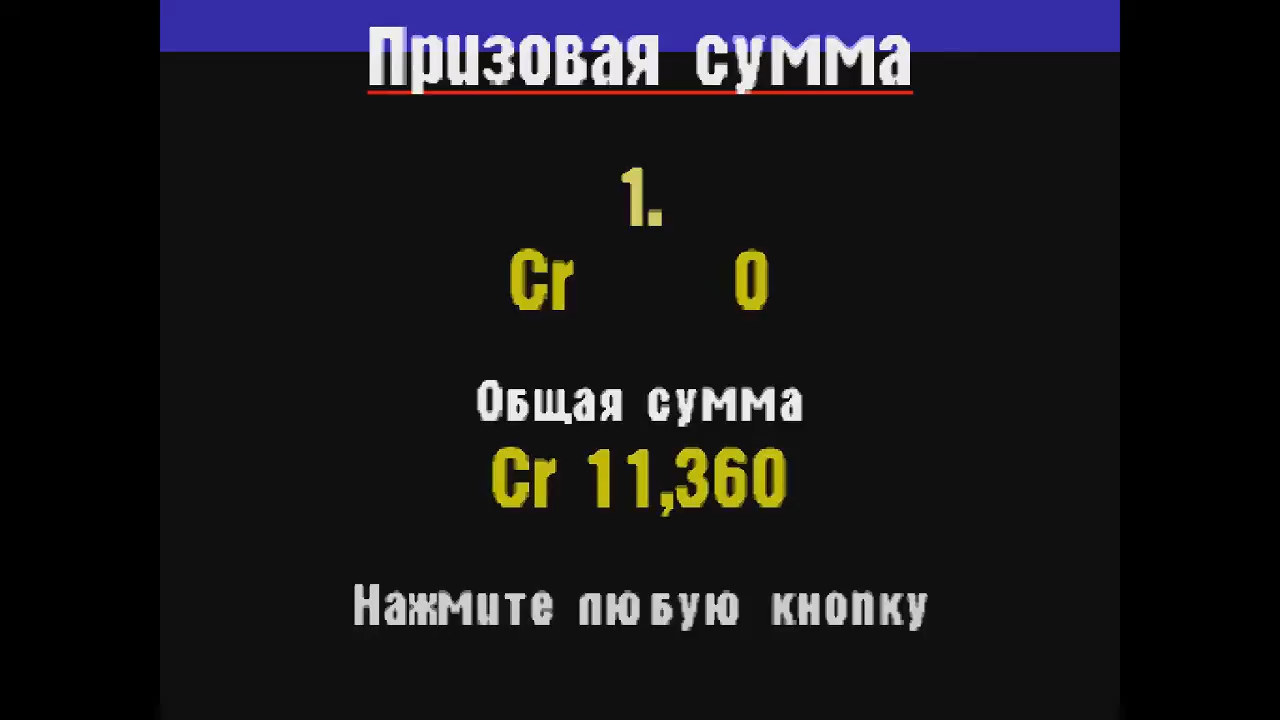 Призовая сумма
1.
Cr 0
Общая сумма
Cr 11,360
Нажмите любую кнопку